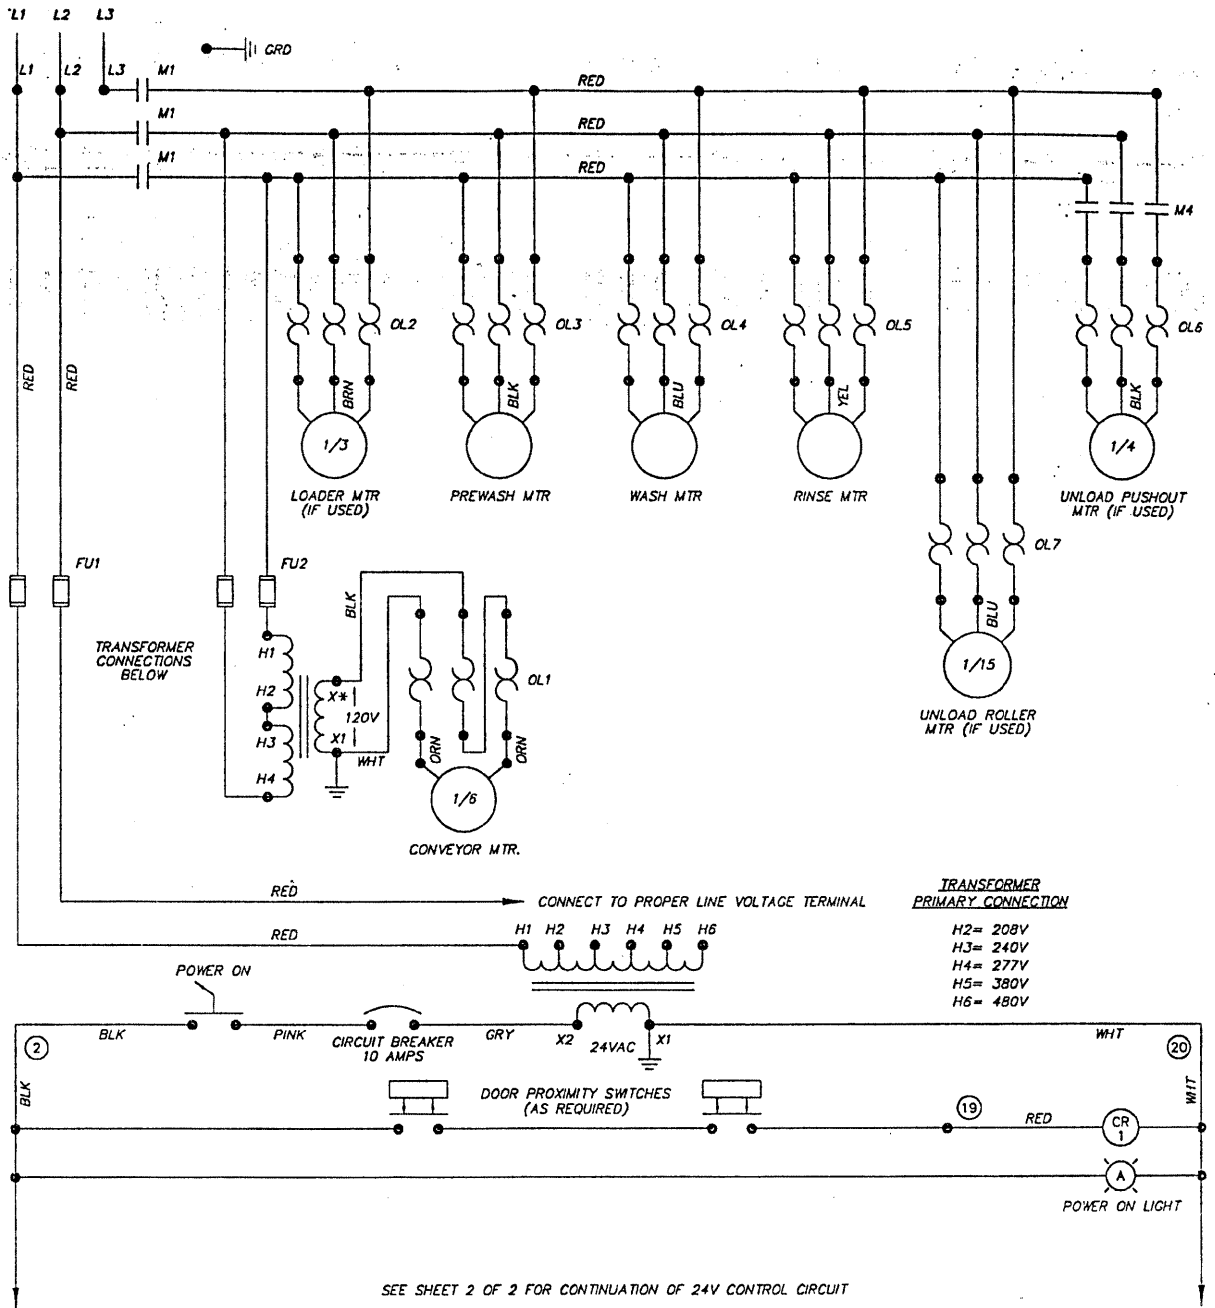 L1 L2 L3
GRD
L1 L2 L3 M1
RED
M1
RED
M1
RED
M4
OL2 OL3 OL4 OL5 OL6
RED RED
BRN BLK BLU YEL BLK
1/3 1/4
LOADER MTR
(IF USED)
PREWASH MTR
WASH MTR
RINSE MTR
UNLOAD PUSHOUT
MTR (IF USED)
FU1 FU2
OL7
BLK
BLU
TRANSFORMER
CONNECTIONS
BELOW
H1
H2
H3
H4
X*
120V
X1
WHT
OL1
ORN ORN
1/6
CONVEYOR MTR.
1/15
UNLOAD ROLLER
MTR (IF USED)
RED
CONNECT TO PROPER LINE VOLTAGE TERMINAL
RED
H1 H2 H3 H4 H5 H6
TRANSFORMER
PRIMARY CONNECTION
H2= 208V
H3= 240V
H4= 277V
H5= 380V
H6= 480V
POWER ON
BLK PINK
CIRCUIT BREAKER
10 AMPS
GRY
X2 24VAC X1
WHT
2 20
BLK WHT
DOOR PROXIMITY SWITCHES
(AS REQUIRED)
19
RED
CR
1
A
POWER ON LIGHT
SEE SHEET 2 OF 2 FOR CONTINUATION OF 24V CONTROL CIRCUIT